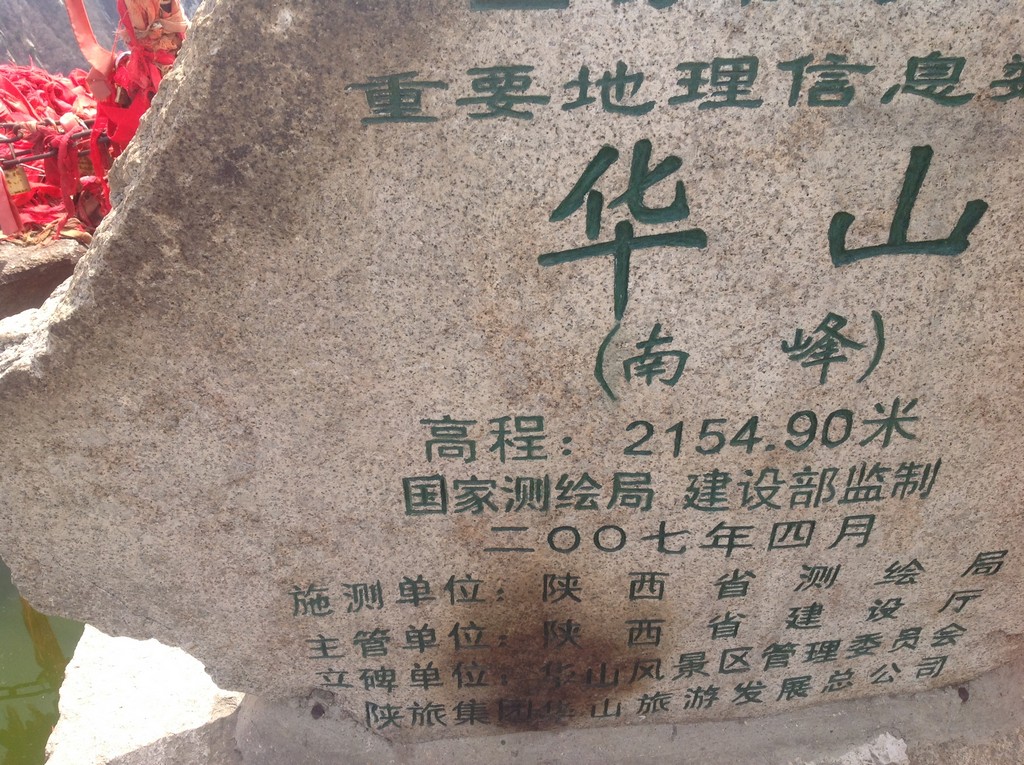 重要地理信息
华山
(南峰)
高程：2154.90米
国家测绘局 建设部监制
二〇〇七年四月
施测单位：陕西省测绘局
主管单位：陕西省建设厅
立碑单位：华山风景区管理委员会
陕旅集团华山旅游发展总公司